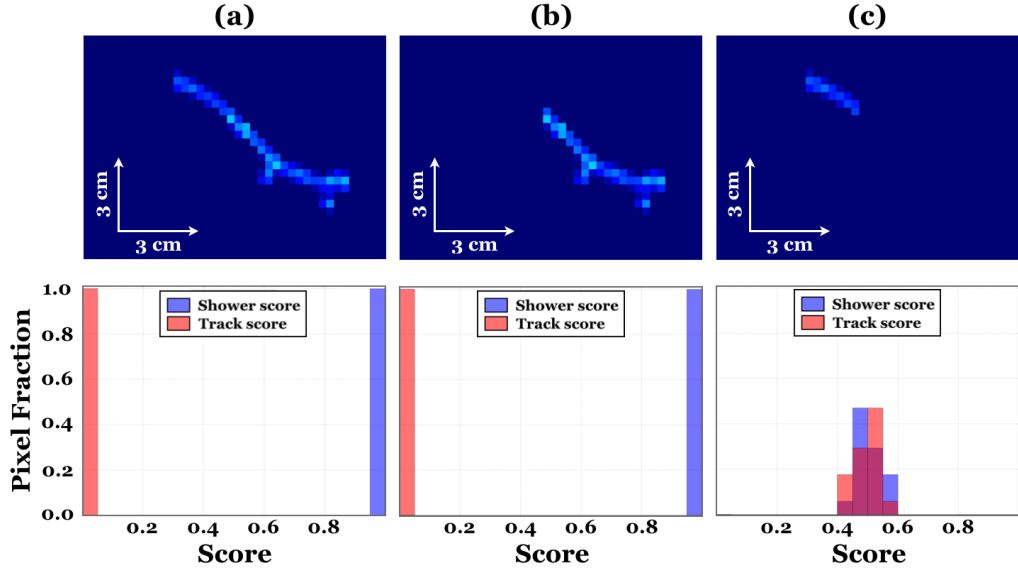 (a) (b) (c)
3 cm 3 cm 3 cm
3 cm 3 cm 3 cm
Pixel Fraction
1.0
0.8
0.6
0.4
0.2
0.0
Shower score
Track score
Shower score
Track score
Shower score
Track score
0.2 0.4 0.6 0.8 0.2 0.4 0.6 0.8 0.2 0.4 0.6 0.8
Score Score Score